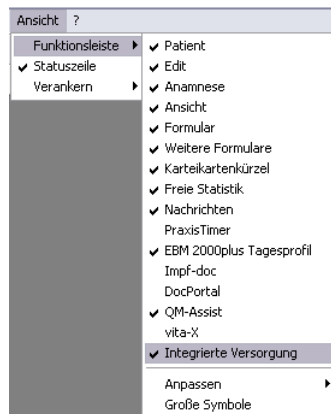 Ansicht ?
Funktionsleiste
Statuszeile
Verankern
Patient
Edit
Anamnese
Ansicht
Formular
Weitere Formulare
Karteikartenkürzel
Freie Statistik
Nachrichten
PraxisTimer
EBM 2000plus Tagesprofil
Impf-doc
DocPortal
QM-Assist
vita-X
Integrierte Versorgung
Anpassen
Große Symbole